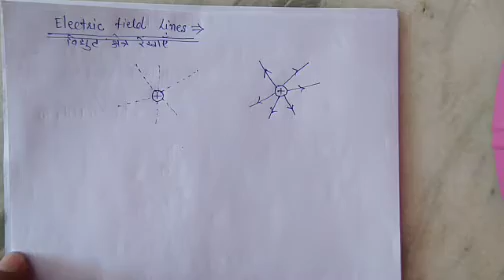 Electric field lines ⇒
विद्युत क्षेत्र रेखाएं
+
+